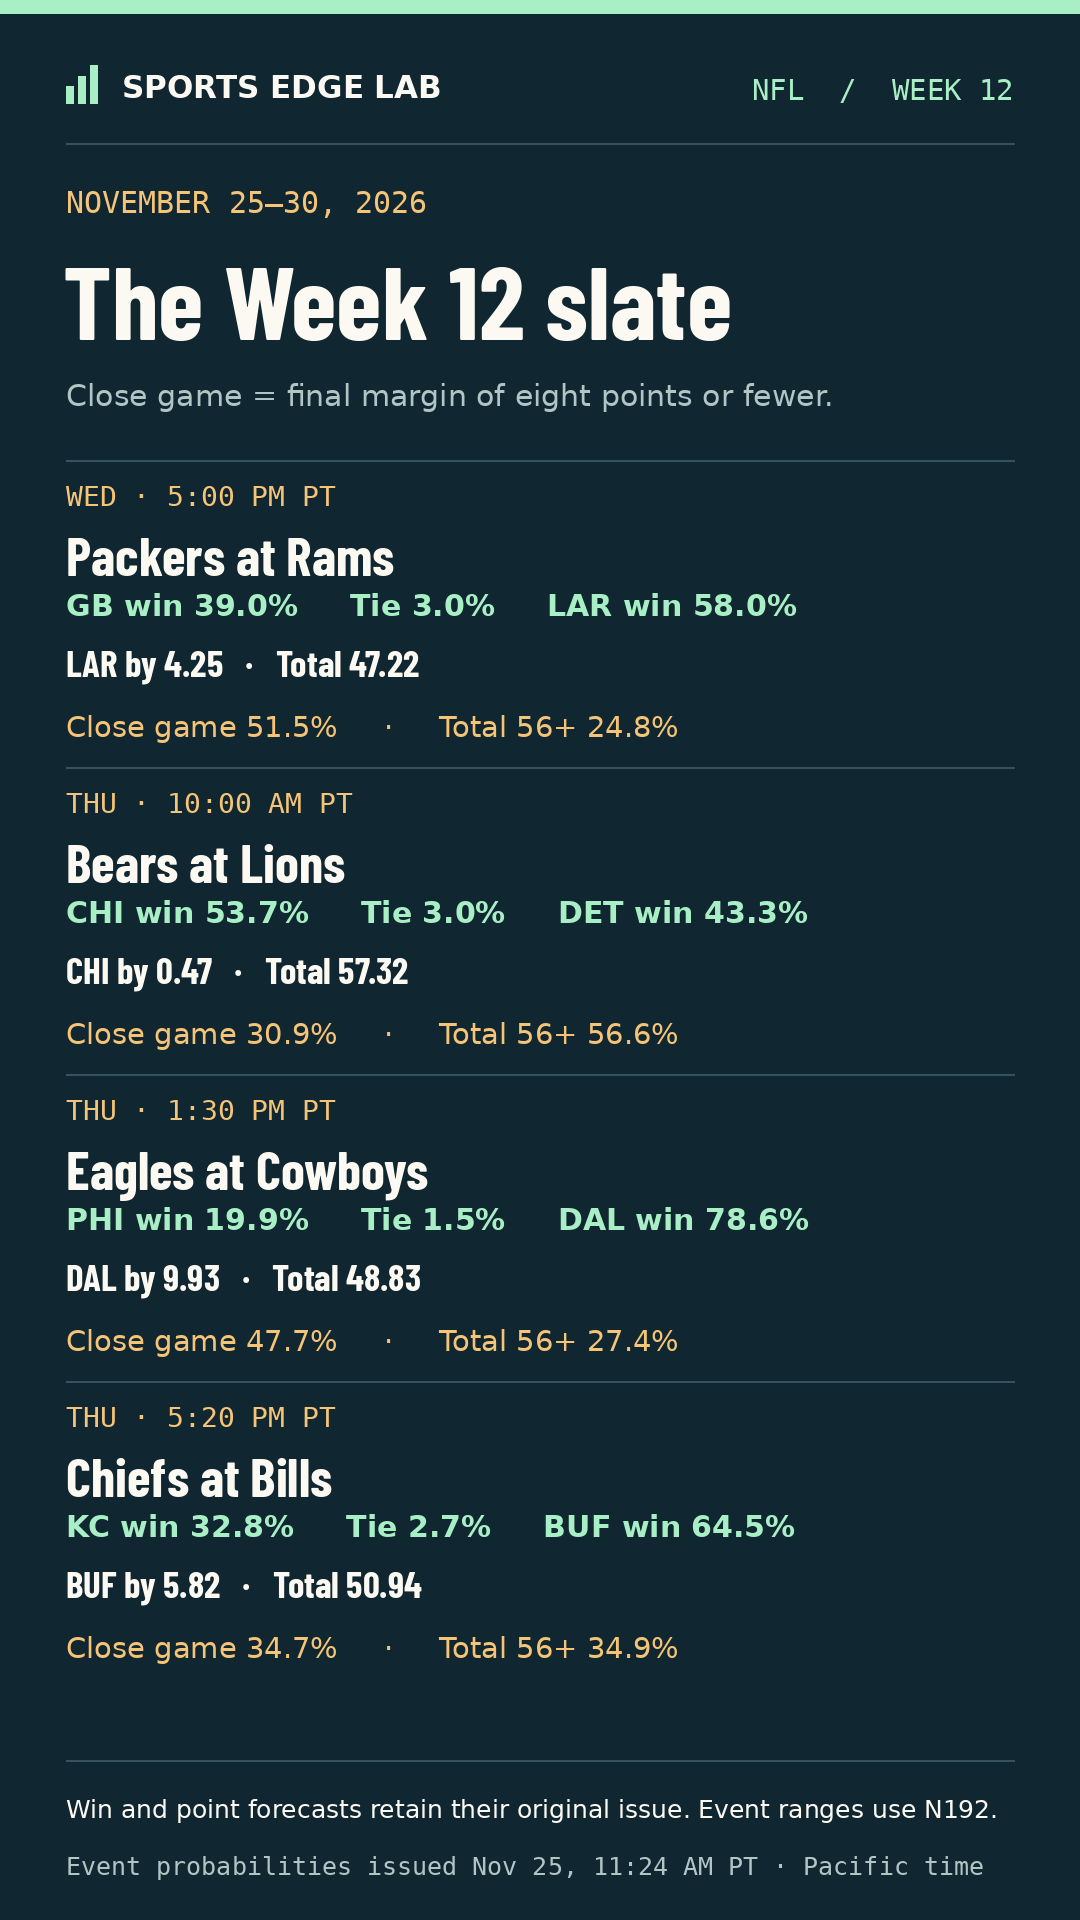 SPORTS EDGE LAB
NFL / WEEK 12
NOVEMBER 25–30, 2026
The Week 12 slate
Close game = final margin of eight points or fewer.
WED · 5:00 PM PT
Packers at Rams
GB win 39.0% Tie 3.0% LAR win 58.0%
LAR by 4.25 · Total 47.22
Close game 51.5% · Total 56+ 24.8%
THU · 10:00 AM PT
Bears at Lions
CHI win 53.7% Tie 3.0% DET win 43.3%
CHI by 0.47 · Total 57.32
Close game 30.9% · Total 56+ 56.6%
THU · 1:30 PM PT
Eagles at Cowboys
PHI win 19.9% Tie 1.5% DAL win 78.6%
DAL by 9.93 · Total 48.83
Close game 47.7% · Total 56+ 27.4%
THU · 5:20 PM PT
Chiefs at Bills
KC win 32.8% Tie 2.7% BUF win 64.5%
BUF by 5.82 · Total 50.94
Close game 34.7% · Total 56+ 34.9%
Win and point forecasts retain their original issue. Event ranges use N192.
Event probabilities issued Nov 25, 11:24 AM PT · Pacific time